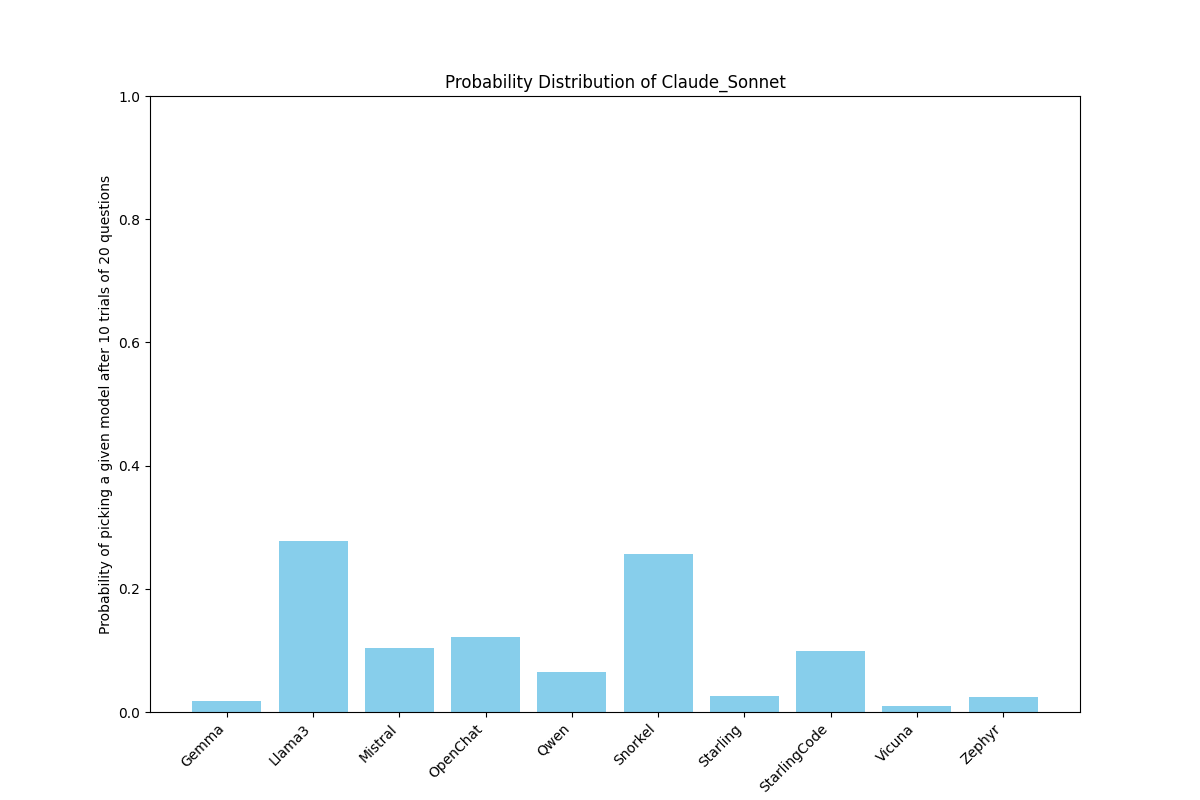 Probability Distribution of Claude_Sonnet
Probability of picking a given model after 10 trials of 20 questions
1.0
0.8
0.6
0.4
0.2
0.0
Gemma
Llama3
Mistral
OpenChat
Qwen
Snorkel
Starling
StarlingCode
Vicuna
Zephyr